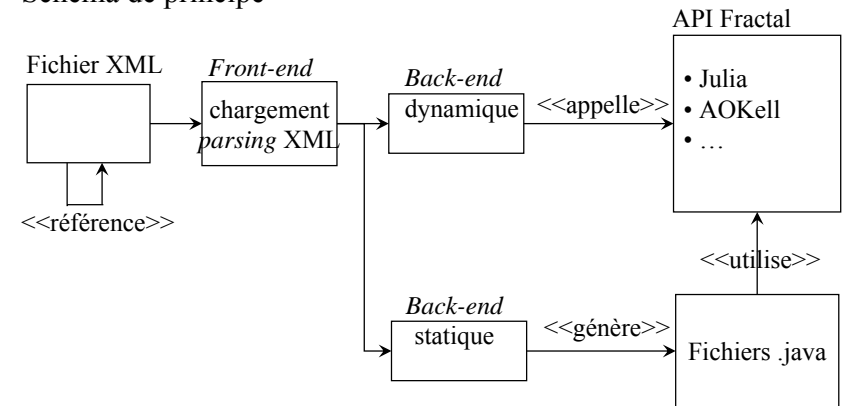 Schéma de principe
API Fractal
Fichier XML
Front-end
Back-end
chargement
parsing XML
dynamique
<<appelle>>
• Julia
• AOKell
• …
<<référence>>
<<utilise>>
Back-end
statique
<<génère>>
Fichiers .java